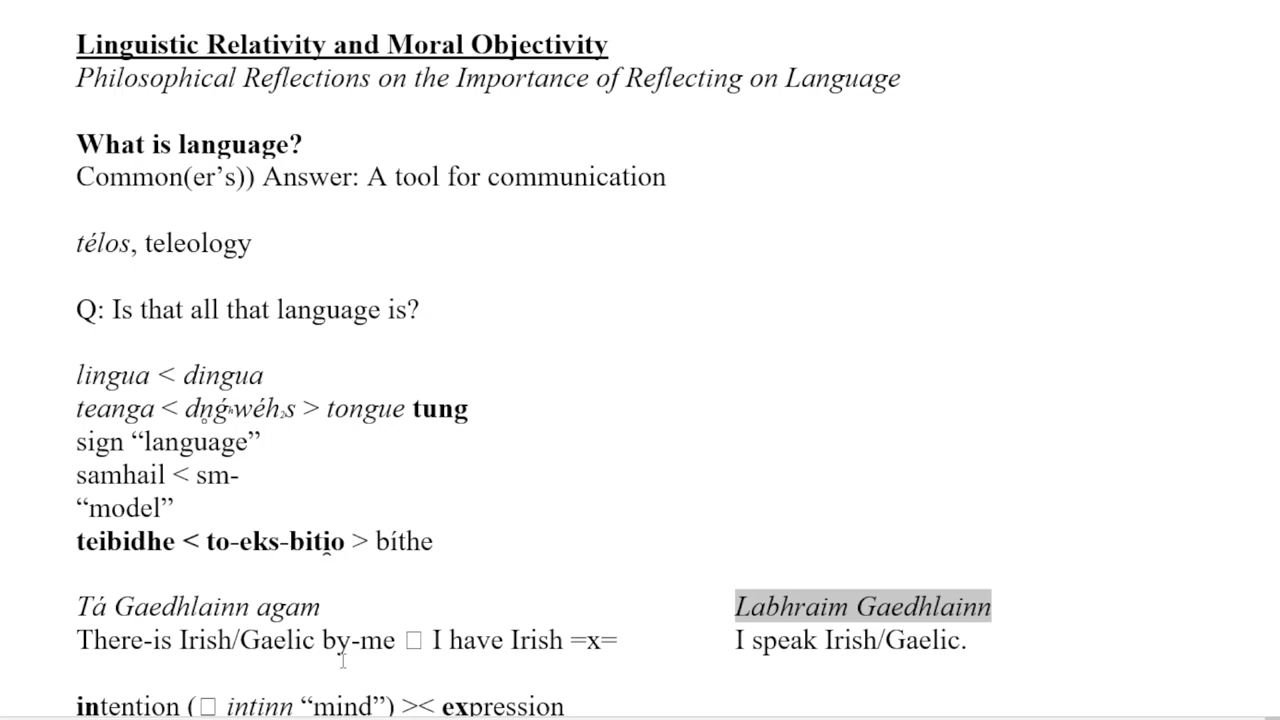 Linguistic Relativity and Moral Objectivity
Philosophical Reflections on the Importance of Reflecting on Language
What is language?
Common(er’s)) Answer: A tool for communication
télos, teleology
Q: Is that all that language is?
lingua < dingua
teanga < dn̥ǵʰwéh₂s > tongue tung
sign “language”
samhail < sm-
“model”
teibidhe < to-eks-biti̯o > bíthe
Tá Gaedhlainn agam Labhraim Gaedhlainn
There-is Irish/Gaelic by-me □ I have Irish =x= I speak Irish/Gaelic.
intention (□ intinn “mind”) >< expression